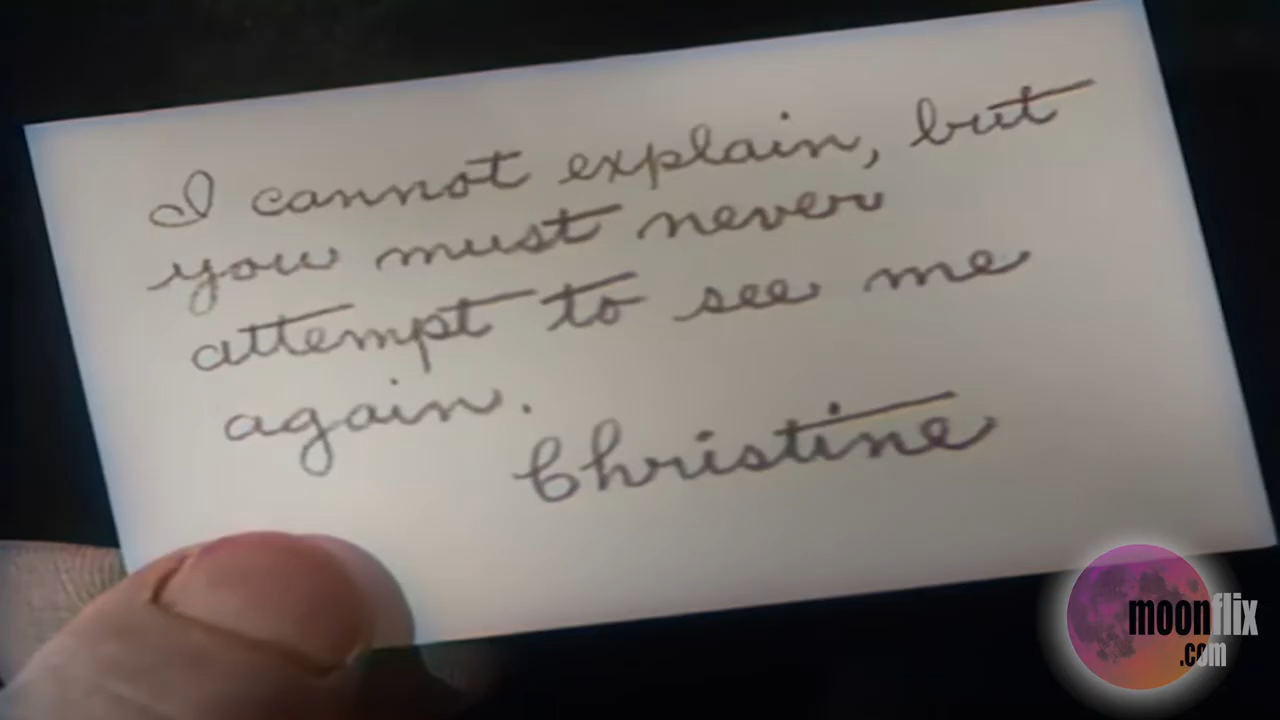 I cannot explain, but
you must never
attempt to see me
again.
Christine
moonflix
.com